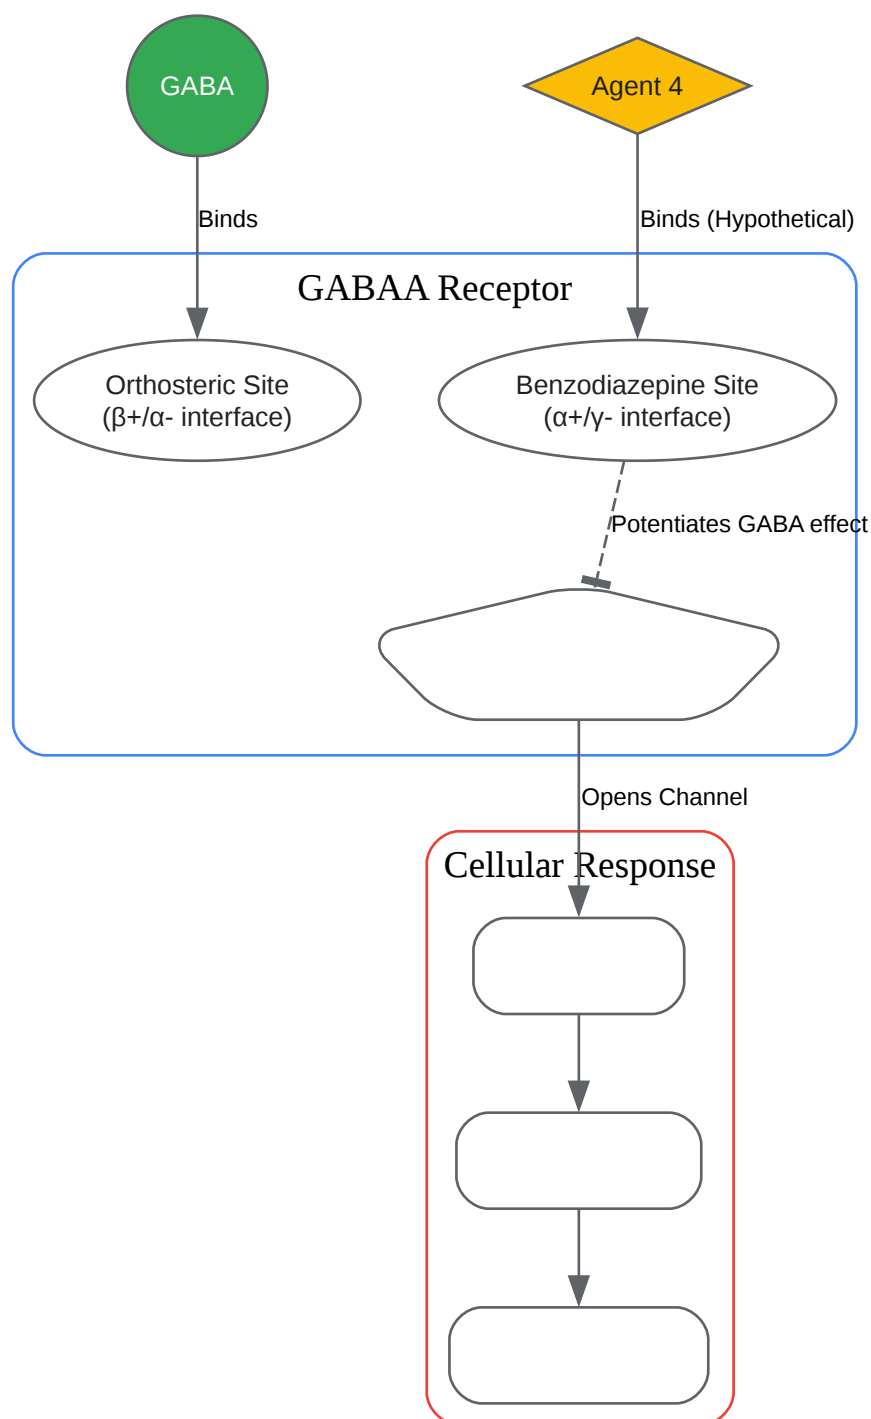 GABA
Agent 4
Binds
Binds (Hypothetical)
GABAA Receptor
Orthosteric Site
(β+/α- interface)
Benzodiazepine Site
(α+/γ- interface)
Potentiates GABA effect
Opens Channel
Cellular Response